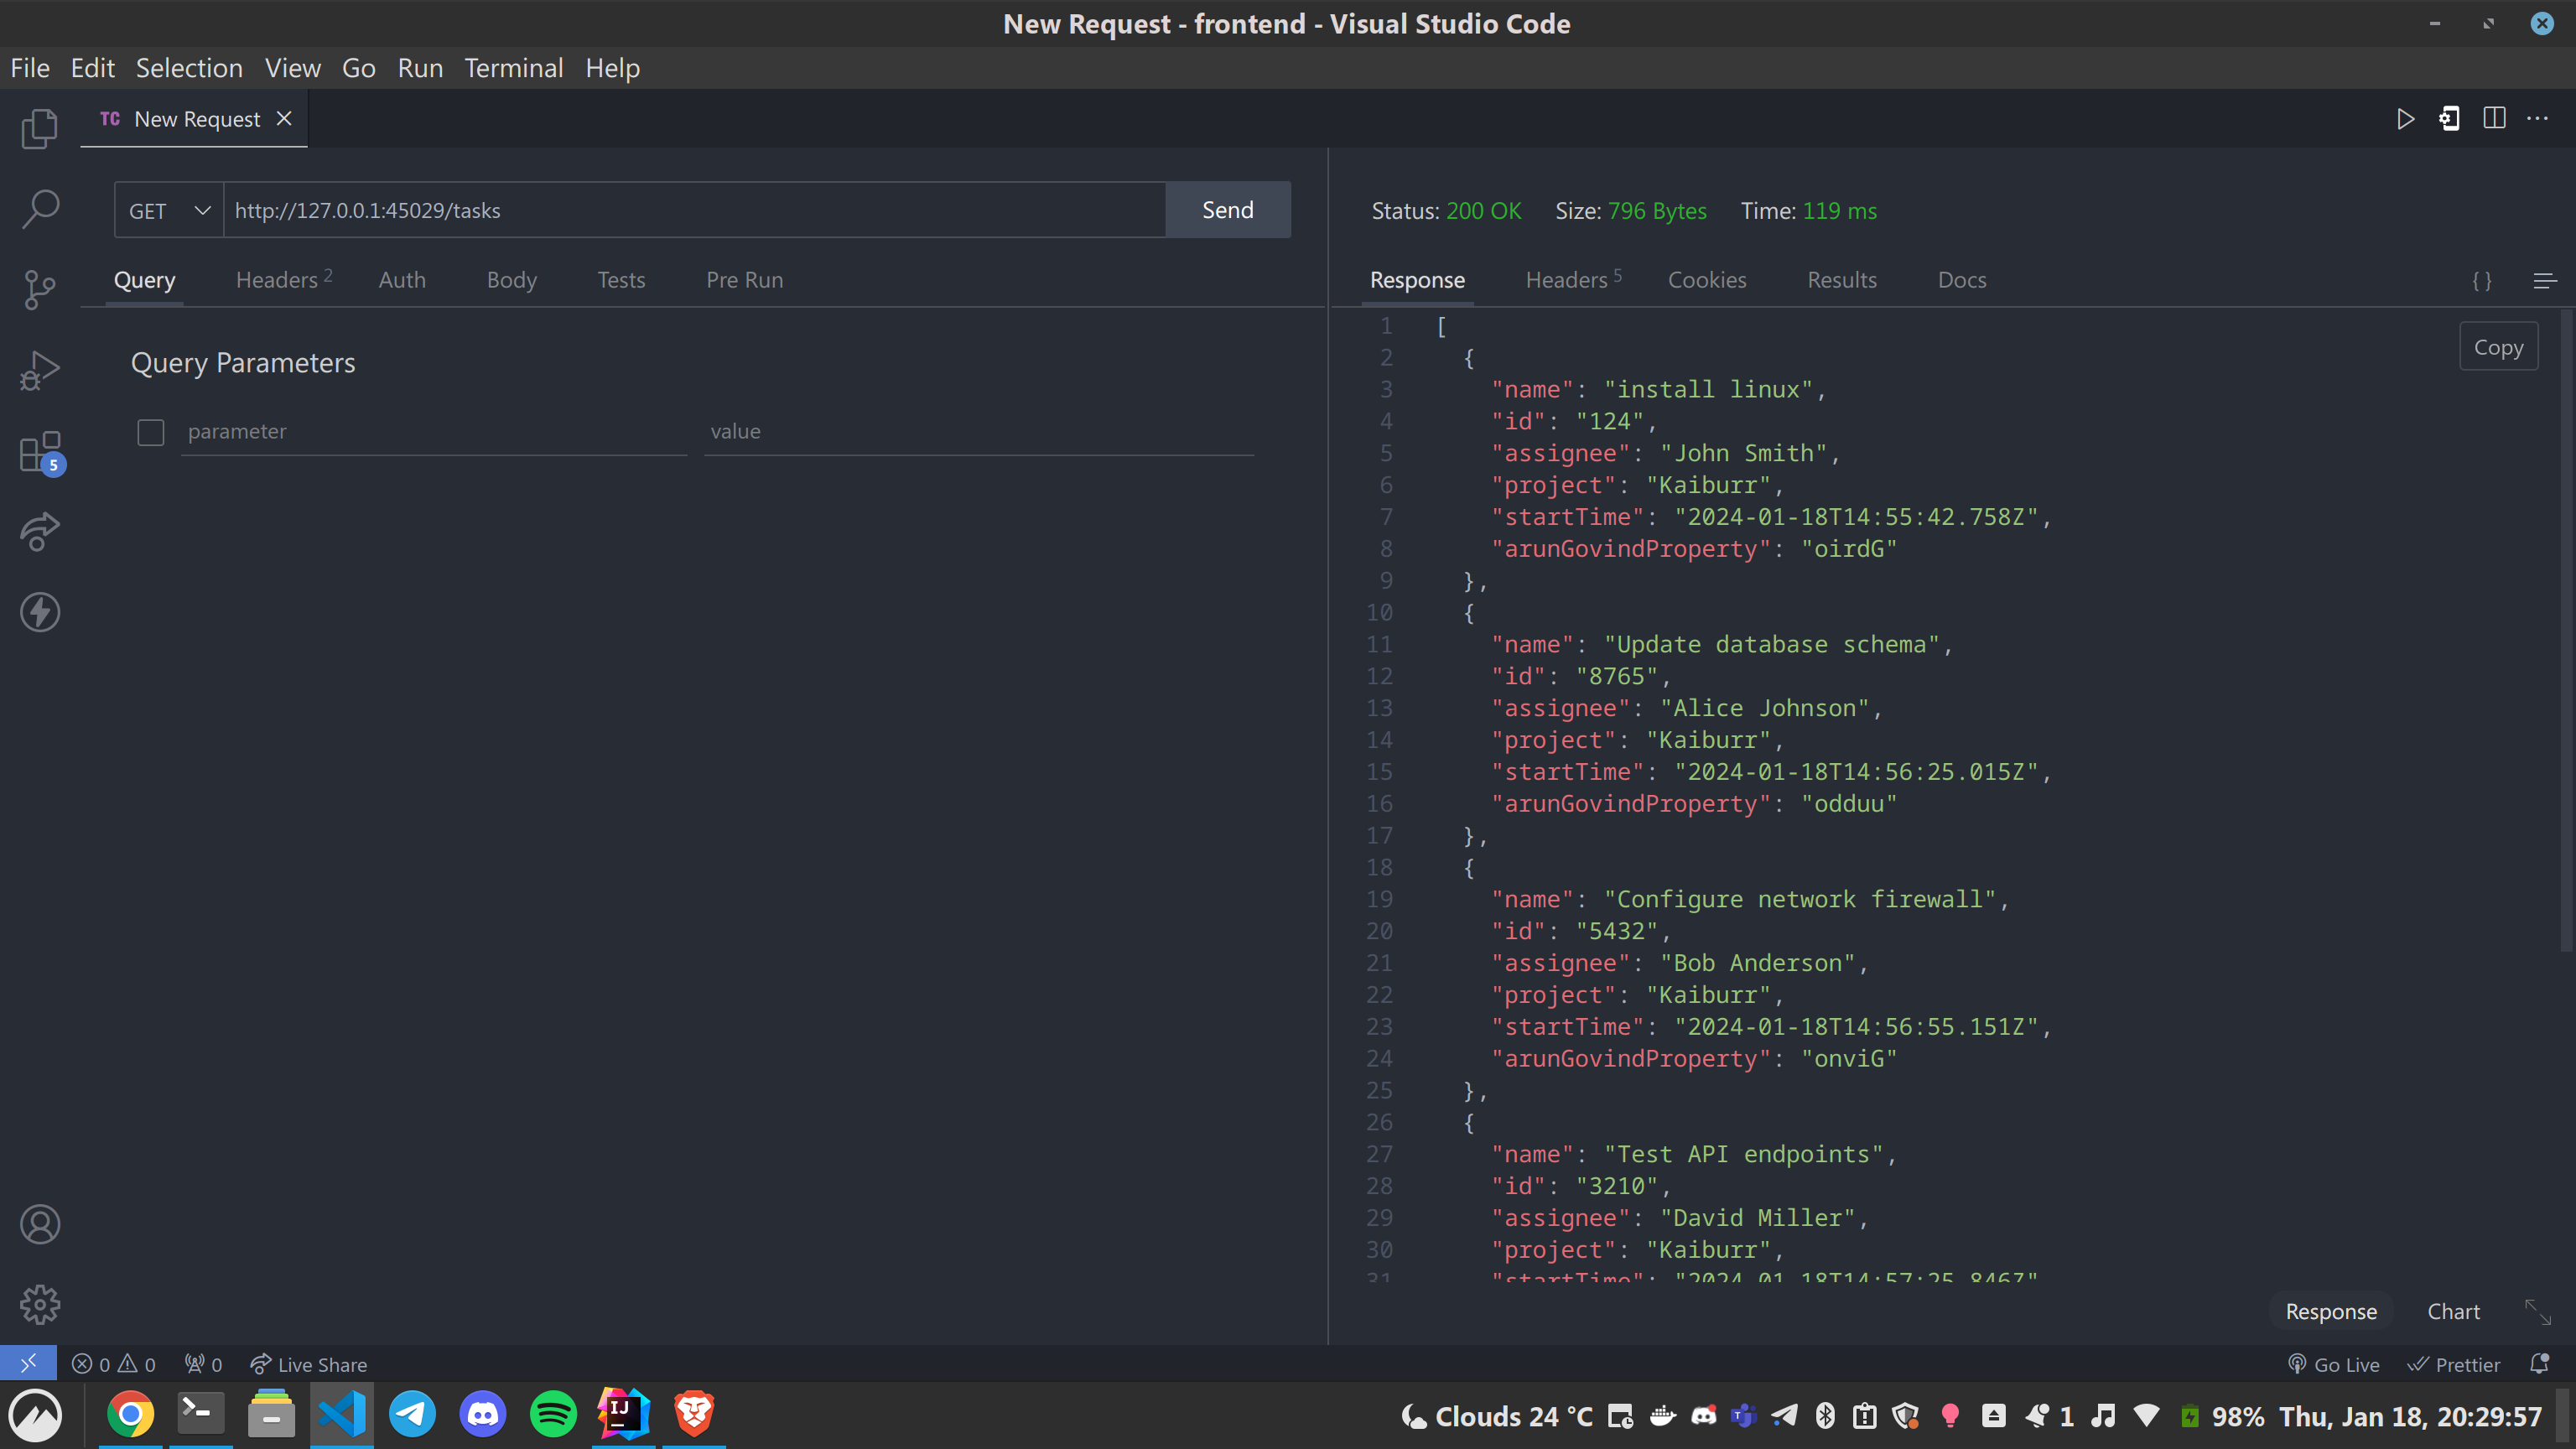 New Request - frontend - Visual Studio Code
File Edit Selection View Go Run Terminal Help
TC New Request
GET http://127.0.0.1:45029/tasks Send
Status: 200 OK Size: 796 Bytes Time: 119 ms
Query Headers 2 Auth Body Tests Pre Run
Response Headers 5 Cookies Results Docs { }
Query Parameters
parameter value
5
Copy
1 [
2 {
3 "name": "install linux",
4 "id": "124",
5 "assignee": "John Smith",
6 "project": "Kaiburr",
7 "startTime": "2024-01-18T14:55:42.758Z",
8 "arunGovindProperty": "oirdG"
9 },
10 {
11 "name": "Update database schema",
12 "id": "8765",
13 "assignee": "Alice Johnson",
14 "project": "Kaiburr",
15 "startTime": "2024-01-18T14:56:25.015Z",
16 "arunGovindProperty": "odduu"
17 },
18 {
19 "name": "Configure network firewall",
20 "id": "5432",
21 "assignee": "Bob Anderson",
22 "project": "Kaiburr",
23 "startTime": "2024-01-18T14:56:55.151Z",
24 "arunGovindProperty": "onviG"
25 },
26 {
27 "name": "Test API endpoints",
28 "id": "3210",
29 "assignee": "David Miller",
30 "project": "Kaiburr",
31 "startTime": "2024-01-18T14:57:25.846Z"
Response Chart
0 0 0 Live Share Go Live Prettier
IJ
Clouds 24 °C 1 98% Thu, Jan 18, 20:29:57